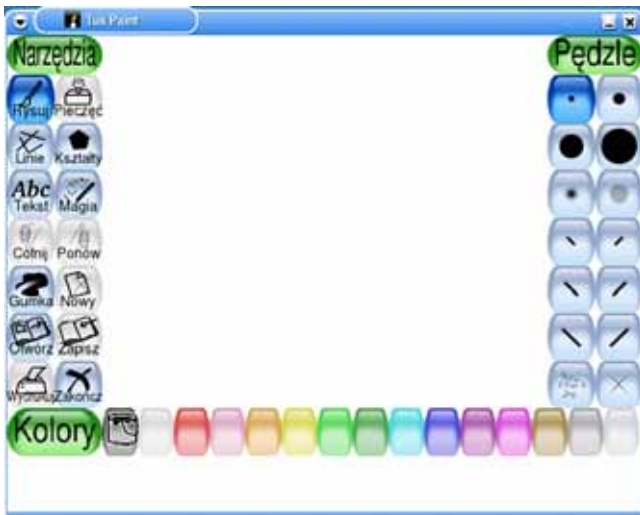 Tux Paint
Narzędzia
Pędzle
Rysuj Pieczęć
Linie Kształty
Abc
Tekst Magia
Cofnij Ponów
Gumka Nowy
Otwórz Zapisz
Wydrukuj Zakończ
Kolory